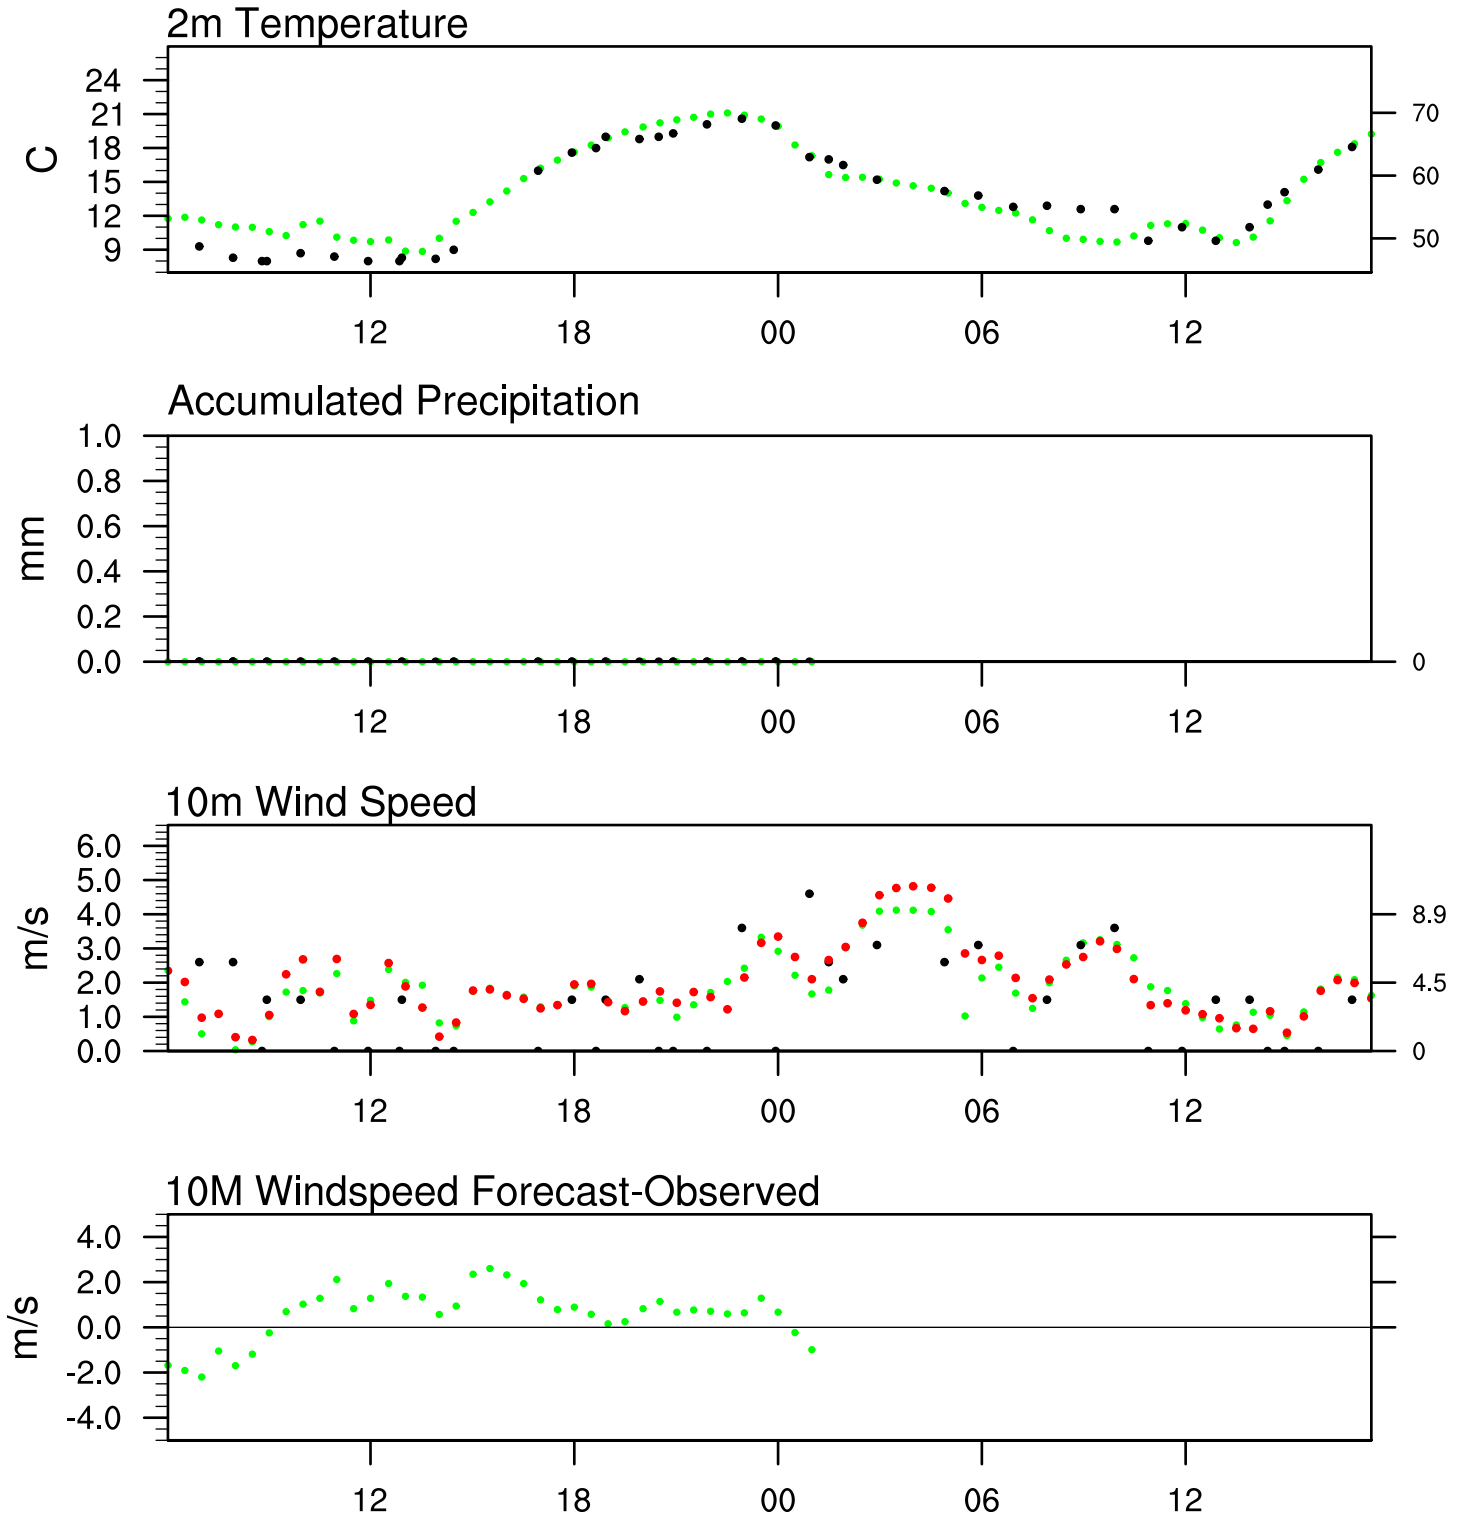 2m Temperature
24
21
18
15
12
9
C
70
60
50
12 18 00 06 12
Accumulated Precipitation
1.0
0.8
0.6
0.4
0.2
0.0
mm
0
12 18 00 06 12
10m Wind Speed
6.0
5.0
4.0
3.0
2.0
1.0
0.0
m/s
8.9
4.5
0
12 18 00 06 12
10M Windspeed Forecast-Observed
4.0
2.0
0.0
-2.0
-4.0
m/s
12 18 00 06 12